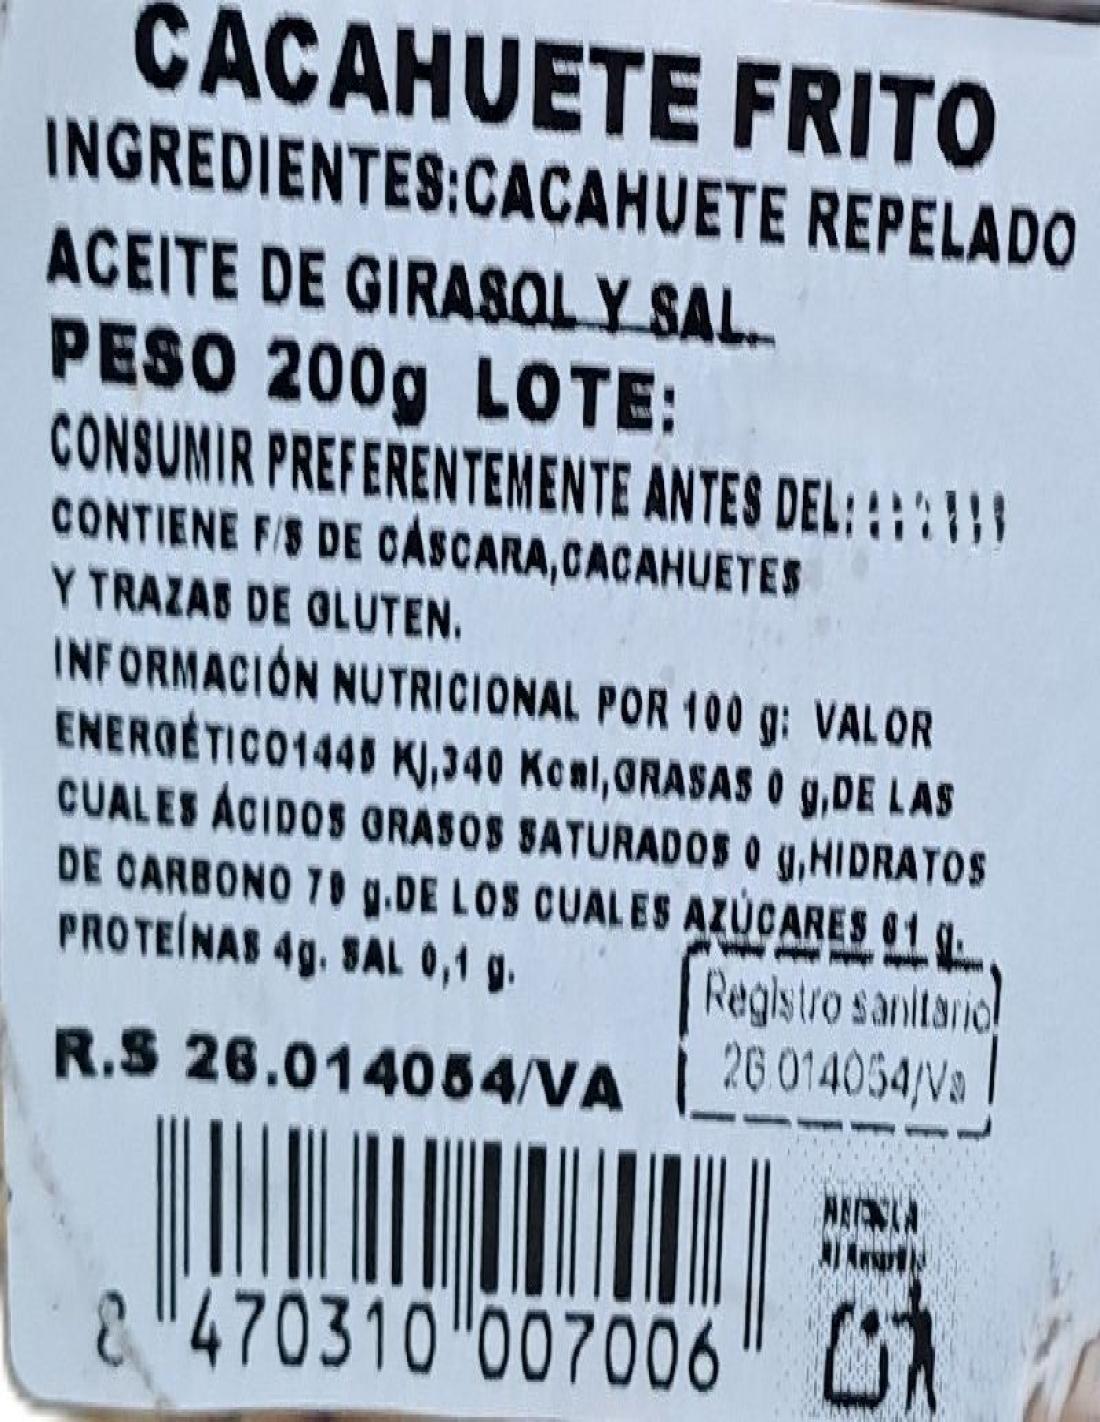 CACAHUETE FRITO
INGREDIENTES:CACAHUETE REPELADO
ACEITE DE GIRASOL Y SAL.
PESO 200g LOTE:
CONSUMIR PREFERENTEMENTE ANTES DEL:
CONTIENE F/S DE CÁSCARA,CACAHUETES
Y TRAZAS DE GLUTEN.
INFORMACIÓN NUTRICIONAL POR 100 g: VALOR
ENERGÉTICO1445 KJ,340 Kcal,GRASAS 0 g,DE LAS
CUALES ÁCIDOS GRASOS SATURADOS 0 g,HIDRATOS
DE CARBONO 79 g.DE LOS CUALES AZÚCARES 61 g.
PROTEÍNAS 4g. SAL 0,1 g.
Registro sanitario
26.014054/Va
R.S 26.014054/VA
8 470310 007006